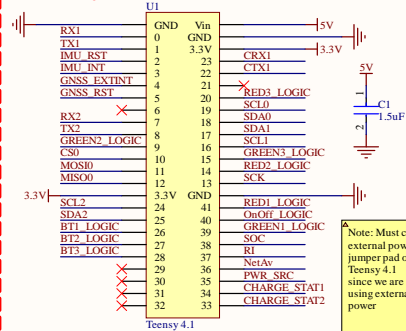 U1
GND Vin 5V
RX1 0 GND
TX1 1 3.3V 3.3V
IMU_RST 2 23 CRX1
IMU_INT 3 22 CTX1
GNSS_EXTINT 4 21
GNSS_RST 5 20 RED3_LOGIC
6 19 SCL0
RX2 7 18 SDA0
TX2 8 17 SDA1
GREEN2_LOGIC 9 16 SCL1
CS0 10 15 GREEN3_LOGIC
MOSI0 11 14 RED2_LOGIC
MISO0 12 13 SCK
3.3V 3.3V GND
SCL2 24 41 RED1_LOGIC
SDA2 25 40 OnOff_LOGIC
BT1_LOGIC 26 39 GREEN1_LOGIC
BT2_LOGIC 27 38 SOC
BT3_LOGIC 28 37 RI
29 36 NetAv
30 35 PWR_SRC
31 34 CHARGE_STAT1
32 33 CHARGE_STAT2
Teensy 4.1
5V
1
C1
1.5uF
2
Note: Must c
external pow
jumper pad o
Teensy 4.1
since we are
using externa
power